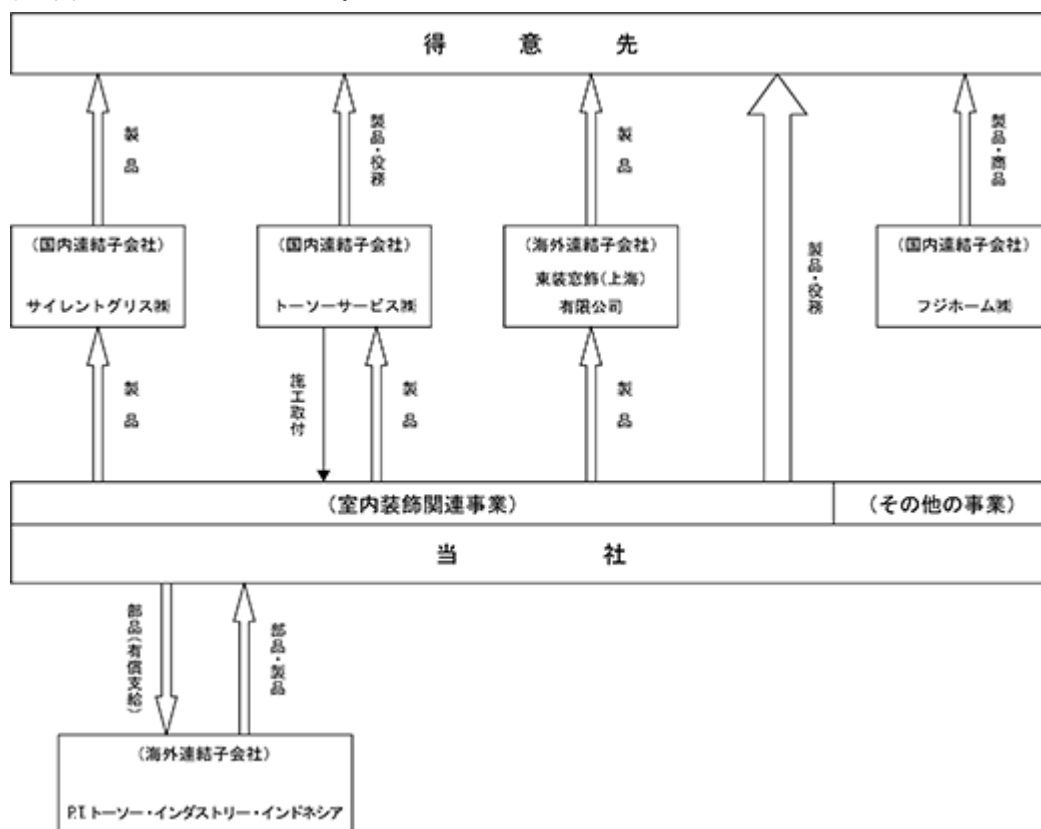 得意先
製品
製品・役務
製品
製品・役務
製品・商品
(国内連結子会社)
サイレントグリス㈱
(国内連結子会社)
トーソーサービス㈱
(海外連結子会社)
東装窓飾(上海)
有限公司
(国内連結子会社)
フジホーム㈱
製品
施工取付
製品
製品
(室内装飾関連事業)
(その他の事業)
当社
部品(有償支給)
部品・製品
(海外連結子会社)
P.T.トーソー・インダストリー・インドネシア